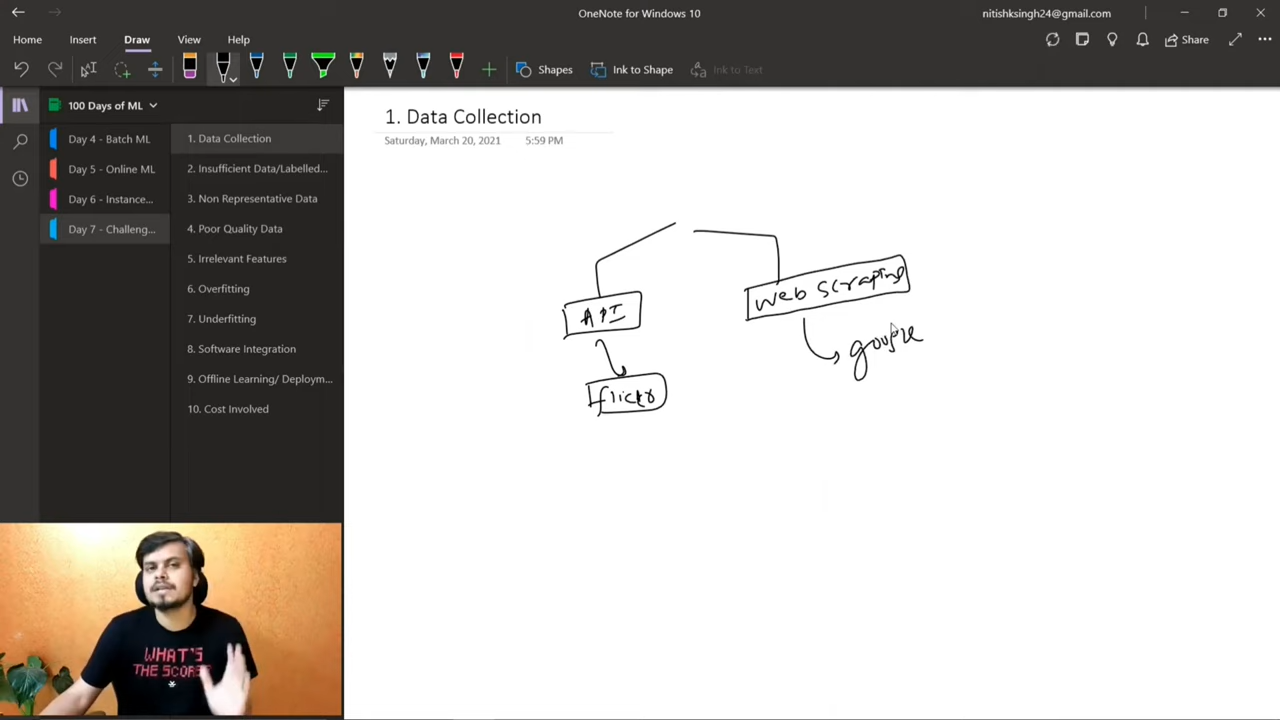 OneNote for Windows 10
nitishksingh24@gmail.com
Home
Insert
Draw
View
Help
Share
Shapes
Ink to Shape
Ink to Text
100 Days of ML
Day 4 - Batch ML
Day 5 - Online ML
Day 6 - Instance...
Day 7 - Challeng...
1. Data Collection
2. Insufficient Data/Labelled...
3. Non Representative Data
4. Poor Quality Data
5. Irrelevant Features
6. Overfitting
7. Underfitting
8. Software Integration
9. Offline Learning/ Deploym...
10. Cost Involved
1. Data Collection
Saturday, March 20, 2021 5:59 PM
API
Web Scraping
flickr
google
WHAT'S
THE SCORE